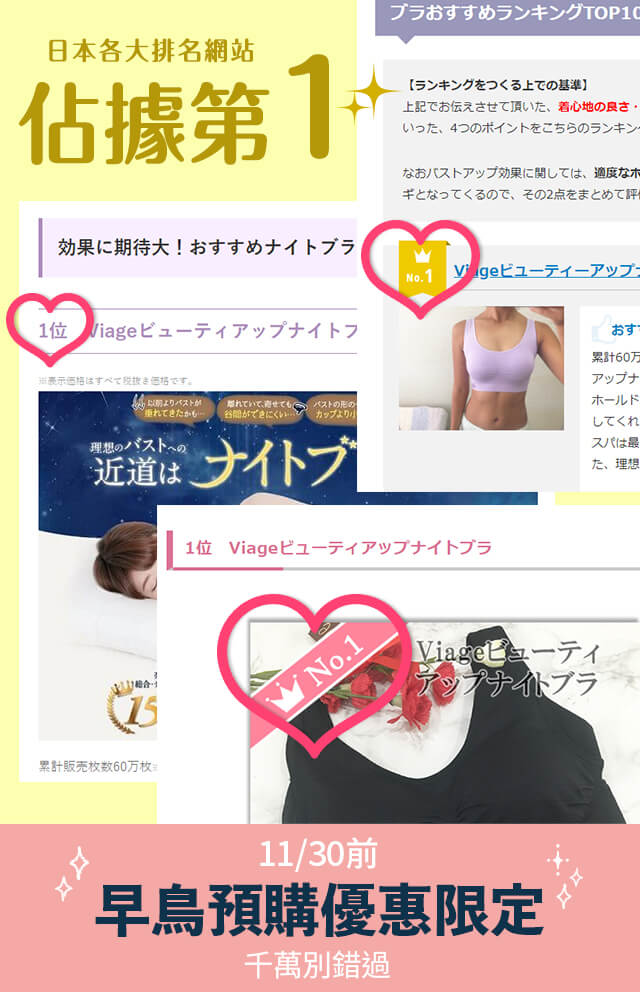 日本各大排名網站
佔據第1
ブラおすすめランキングTOP10
【ランキングをつくる上での基準】
上記でお伝えさせて頂いた、着心地の良さ・
いった、4つのポイントをこちらのランキン
なおバストアップ効果に関しては、適度なホ
ギとなってくるので、その2点をまとめて評
No.1
Viageビューティーアップナ
おす
累計60万
アップナ
ホールド
してくれ
スパは最
た、理想
効果に期待大！おすすめナイトブラ
1位 Viageビューティアップナイトブ
※表示価格はすべて税抜き価格です。
以前よりバストが
垂れてきたかも…
離れていて、寄せても
谷間ができにくい…
バストの形の
カップより小
理想のバストへの
近道はナイトブ
総合
15
累計販売枚数60万枚
1位 Viageビューティアップナイトブラ
No.1
Viageビューティ
アップナイトブラ
11/30前
早鳥預購優惠限定
千萬別錯過